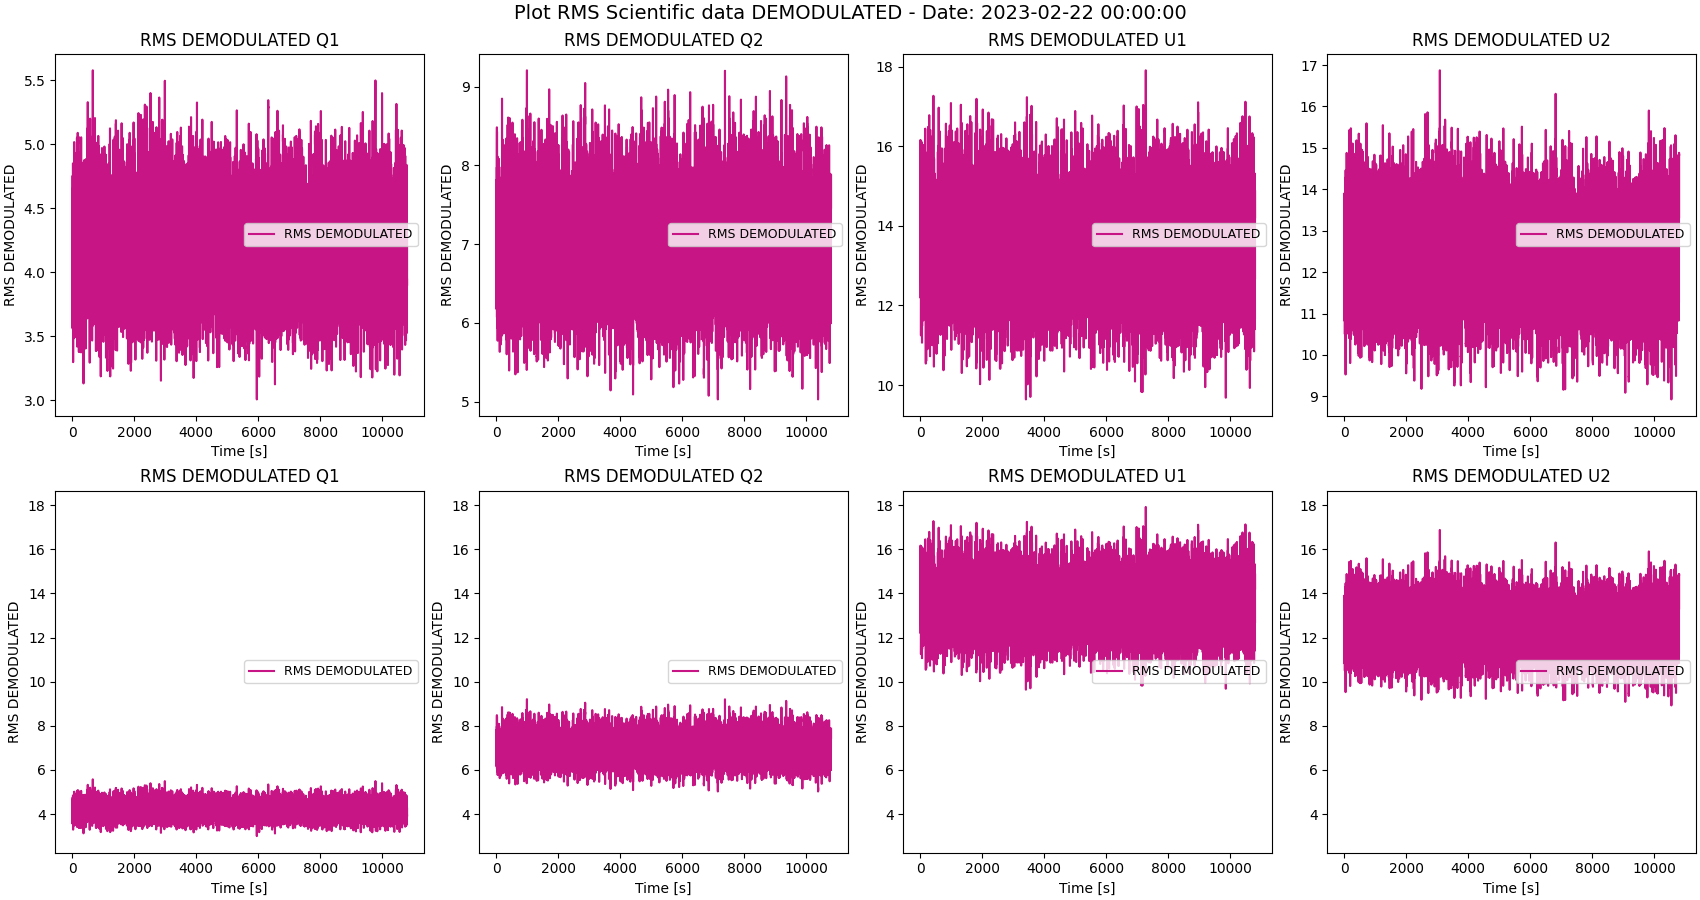 Plot RMS Scientific data DEMODULATED - Date: 2023-02-22 00:00:00
RMS DEMODULATED Q1
RMS DEMODULATED
5.5
5.0
4.5
4.0
3.5
3.0
RMS DEMODULATED
0 2000 4000 6000 8000 10000
Time [s]
RMS DEMODULATED Q2
RMS DEMODULATED
9
8
7
6
5
RMS DEMODULATED
0 2000 4000 6000 8000 10000
Time [s]
RMS DEMODULATED U1
RMS DEMODULATED
18
16
14
12
10
RMS DEMODULATED
0 2000 4000 6000 8000 10000
Time [s]
RMS DEMODULATED U2
RMS DEMODULATED
17
16
15
14
13
12
11
10
9
RMS DEMODULATED
0 2000 4000 6000 8000 10000
Time [s]
RMS DEMODULATED Q1
RMS DEMODULATED
18
16
14
12
10
8
6
4
RMS DEMODULATED
0 2000 4000 6000 8000 10000
Time [s]
RMS DEMODULATED Q2
RMS DEMODULATED
18
16
14
12
10
8
6
4
RMS DEMODULATED
0 2000 4000 6000 8000 10000
Time [s]
RMS DEMODULATED U1
RMS DEMODULATED
18
16
14
12
10
8
6
4
RMS DEMODULATED
0 2000 4000 6000 8000 10000
Time [s]
RMS DEMODULATED U2
RMS DEMODULATED
18
16
14
12
10
8
6
4
RMS DEMODULATED
0 2000 4000 6000 8000 10000
Time [s]